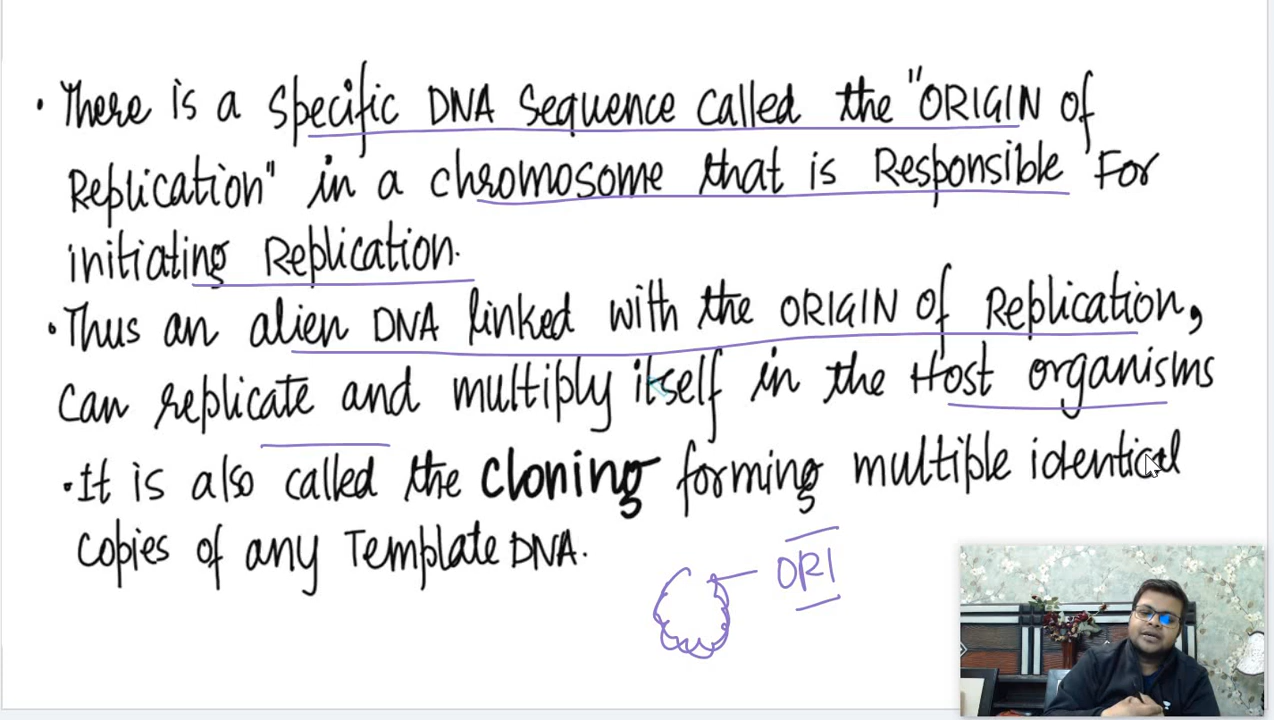 • There is a specific DNA sequence called the "ORIGIN of
Replication" in a chromosome that is Responsible For
initiating Replication.
• Thus an alien DNA linked with the ORIGIN of Replication,
can replicate and multiply itself in the Host organisms
• It is also called the cloning forming multiple identical
copies of any Template DNA.
ORI